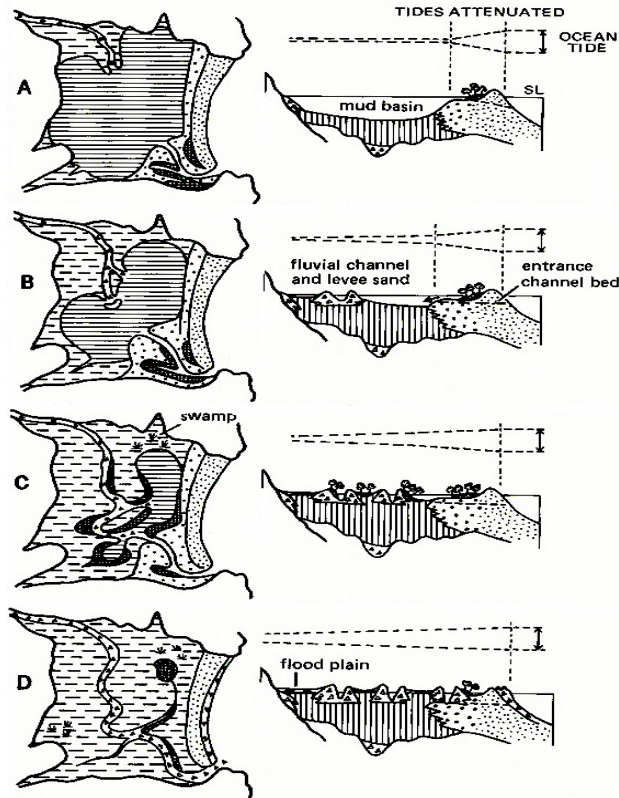 TIDES ATTENUATED
OCEAN
TIDE
A
SL
mud basin
B
fluvial channel
and levee sand
entrance
channel bed
swamp
C
D
flood plain